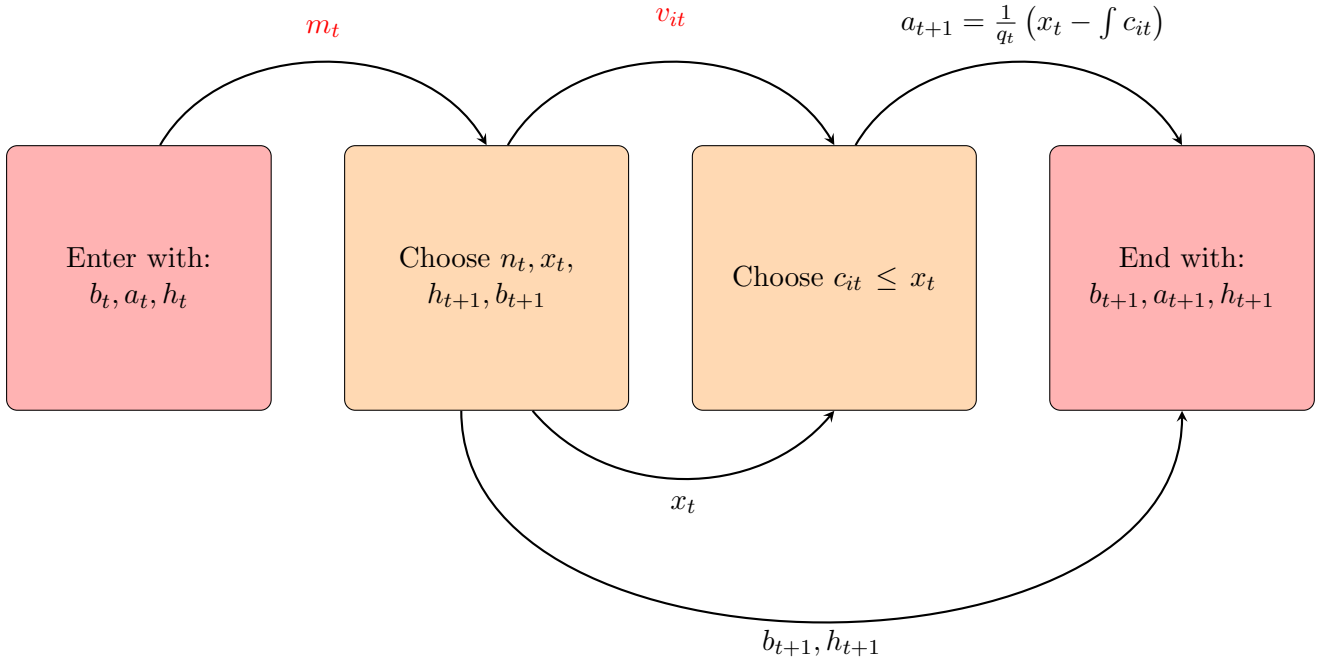 m_t
v_{it}
a_{t+1} = \frac{1}{q_t} \left( x_t - \int c_{it} \right)
Enter with:
b_t, a_t, h_t
Choose n_t, x_t,
h_{t+1}, b_{t+1}
Choose c_{it} ≤ x_t
End with:
b_{t+1}, a_{t+1}, h_{t+1}
x_t
b_{t+1}, h_{t+1}